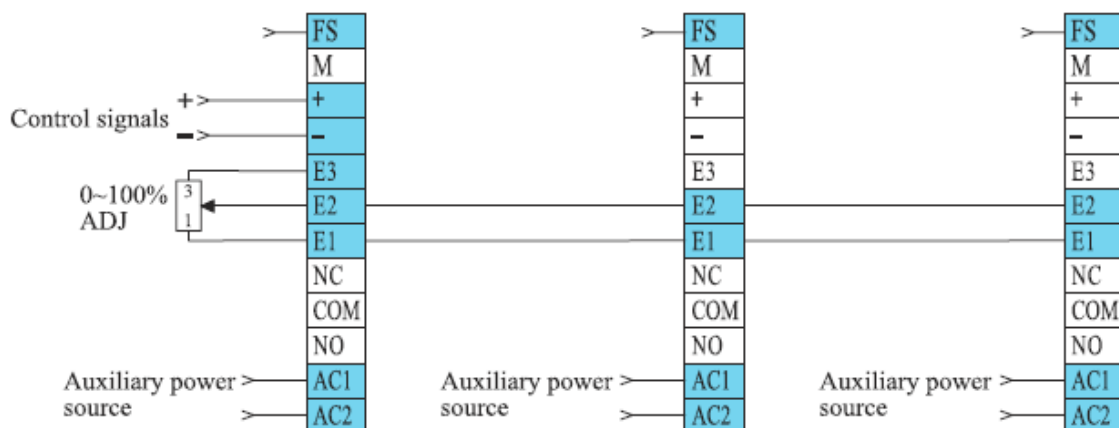 FS
M
+
-
E3
E2
E1
NC
COM
NO
AC1
AC2
Control signals
+
-
0~100%
ADJ
3
1
Auxiliary power
source
FS
M
+
-
E3
E2
E1
NC
COM
NO
AC1
AC2
Auxiliary power
source
FS
M
+
-
E3
E2
E1
NC
COM
NO
AC1
AC2
Auxiliary power
source